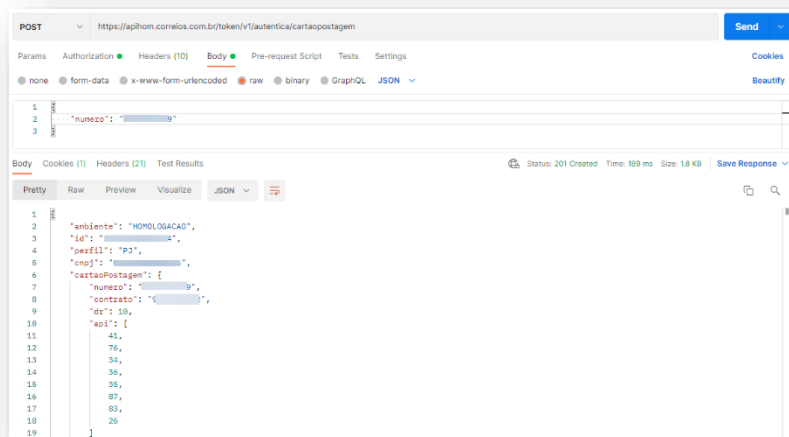 POST https://apihom.correios.com.br/token/v1/autentica/cartaopostagem Send
Params Authorization Headers (10) Body Pre-request Script Tests Settings Cookies
none form-data x-www-form-urlencoded raw binary GraphQL JSON Beautify
1 {
2 "numero": " 9"
3 }
Body Cookies (1) Headers (21) Test Results Status: 201 Created Time: 189 ms Size: 1.8 KB Save Response
Pretty Raw Preview Visualize JSON
1 {
2 "ambiente": "HOMOLOGACAO",
3 "id": " 4",
4 "perfil": "PJ",
5 "cnpj": " ",
6 "cartaoPostagem": {
7 "numero": " 9",
8 "contrato": "9 2",
9 "dr": 10,
10 "api": [
11 41,
12 76,
13 34,
14 36,
15 35,
16 87,
17 83,
18 26
19 ]